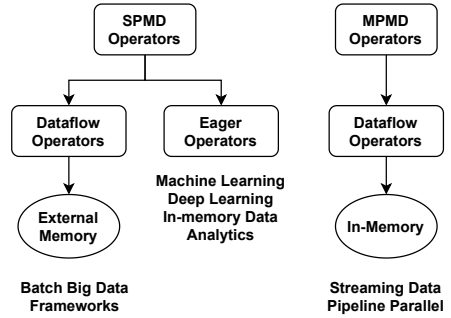 SPMD
Operators
MPMD
Operators
Dataflow
Operators
Eager
Operators
Dataflow
Operators
Machine Learning
Deep Learning
In-memory Data
Analytics
External
Memory
In-Memory
Batch Big Data
Frameworks
Streaming Data
Pipeline Parallel